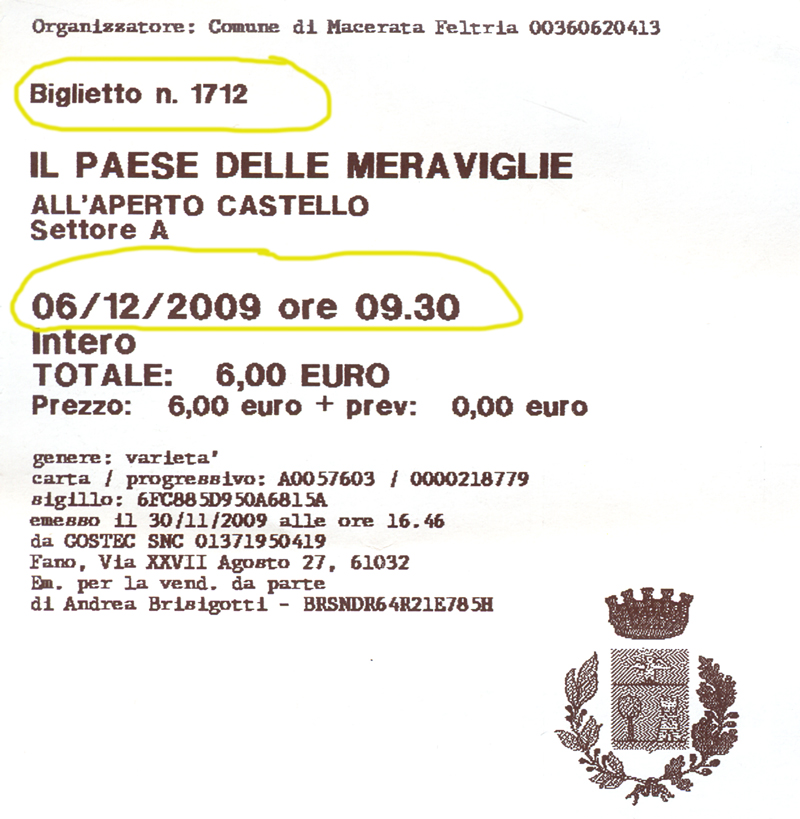 Organizzatore: Comune di Macerata Feltria 00360620413
Biglietto n. 1712
IL PAESE DELLE MERAVIGLIE
ALL'APERTO CASTELLO
Settore A
06/12/2009 ore 09.30
Intero
TOTALE: 6,00 EURO
Prezzo: 6,00 euro + prev: 0,00 euro
genere: varieta'
carta / progressivo: A0057603 / 0000218779
sigillo: 6FC885D950A6815A
emesso il 30/11/2009 alle ore 16.46
da GOSTEC SNC 01371950419
Fano, Via XXVII Agosto 27, 61032
Em. per la vend. da parte
di Andrea Brisigotti - BRSNDR64R21E785H